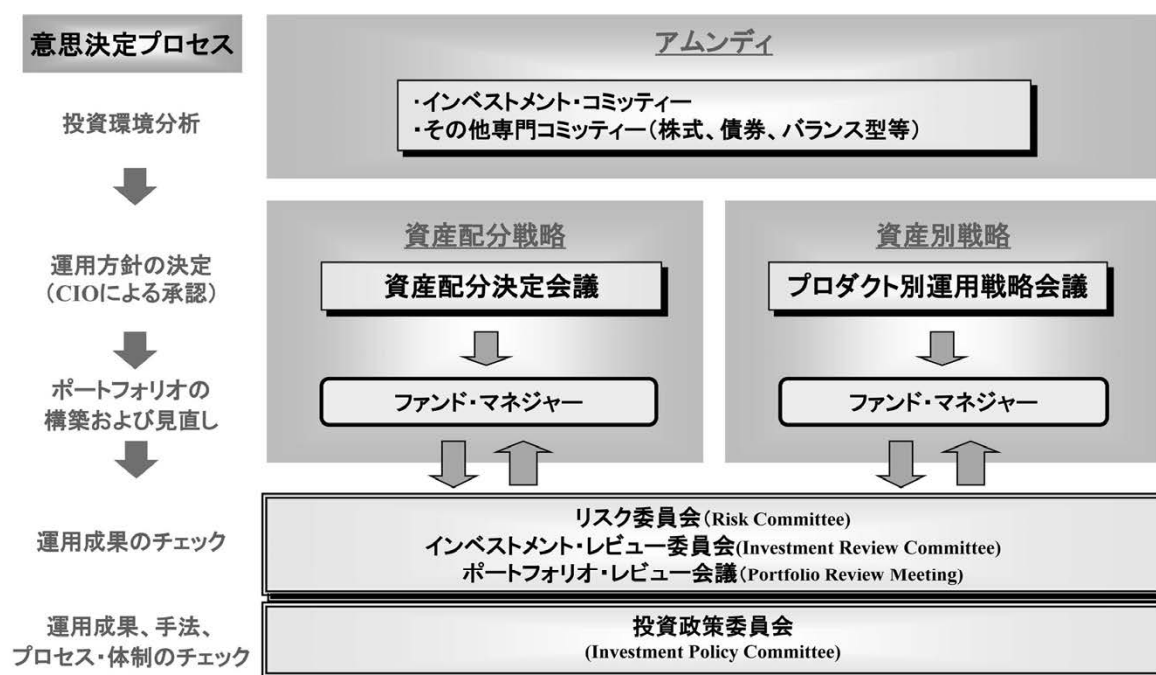 意思決定プロセス
アムンディ
投資環境分析
・インベストメント・コミッティー
・その他専門コミッティー(株式、債券、バランス型等)
運用方針の決定
(CIOによる承認)
資産配分戦略
資産配分決定会議
資産別戦略
プロダクト別運用戦略会議
ポートフォリオの
構築および見直し
ファンド・マネジャー
ファンド・マネジャー
運用成果のチェック
リスク委員会(Risk Committee)
インベストメント・レビュー委員会(Investment Review Committee)
ポートフォリオ・レビュー会議(Portfolio Review Meeting)
運用成果、手法、
プロセス・体制のチェック
投資政策委員会
(Investment Policy Committee)